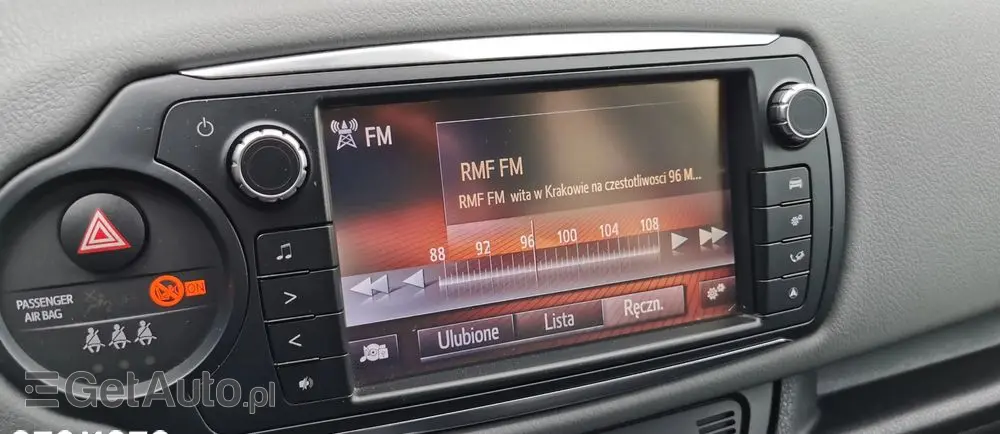 FM
RMF FM
RMF FM wita w Krakowie na czestotliwosci 96 M...
88 92 96 100 104 108
Ulubione Lista Ręczn.
PASSENGER
AIR BAG
ON
GetAuto.pl